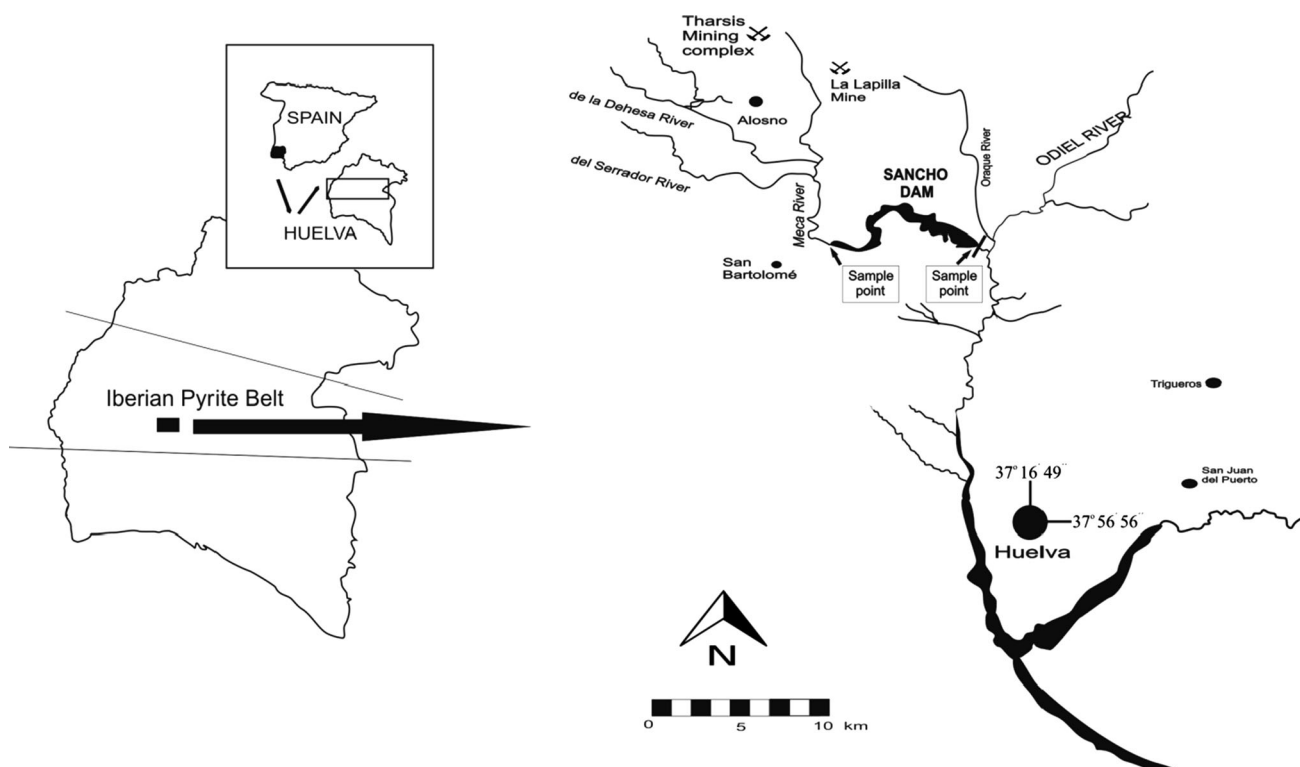 SPAIN
HUELVA
Iberian Pyrite Belt
Tharsis
Mining
complex
La Lapilla
Mine
de la Dehesa River
Alosno
del Serrador River
Meca River
SANCHO
DAM
Oraque River
ODIEL RIVER
San
Bartolomé
Sample
point
Sample
point
Trigueros
San Juan
del Puerto
37° 16´ 49´´
37° 56´ 56´´
Huelva
N
0 5 10 km